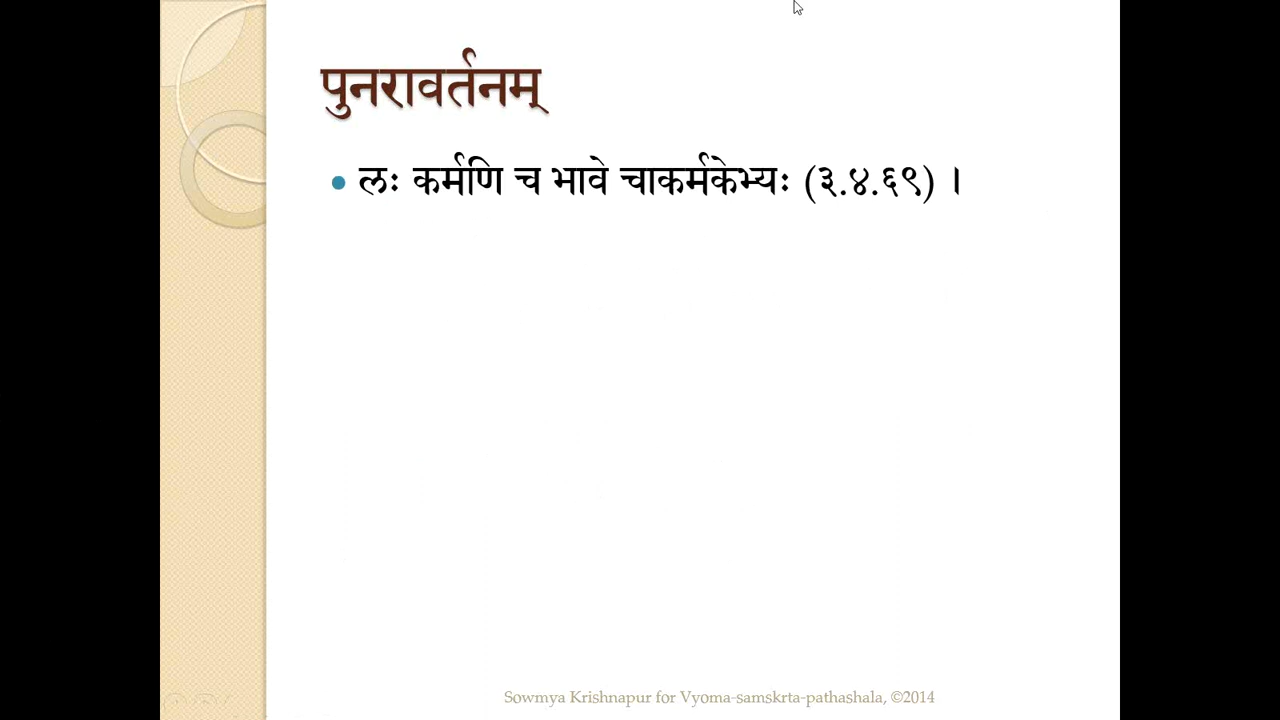 पुनरावर्तनम्
• लः कर्मणि च भावे चाकर्मकेभ्यः (३.४.६९) ।
Sowmya Krishnapur for Vyoma-samskrta-pathashala, ©2014